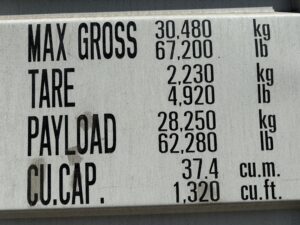 MAX GROSS 30,480 kg
67,200 lb
TARE 2,230 kg
4,920 lb
PAYLOAD 28,250 kg
62,280 lb
CU.CAP. 37.4 cu.m.
1,320 cu.ft.